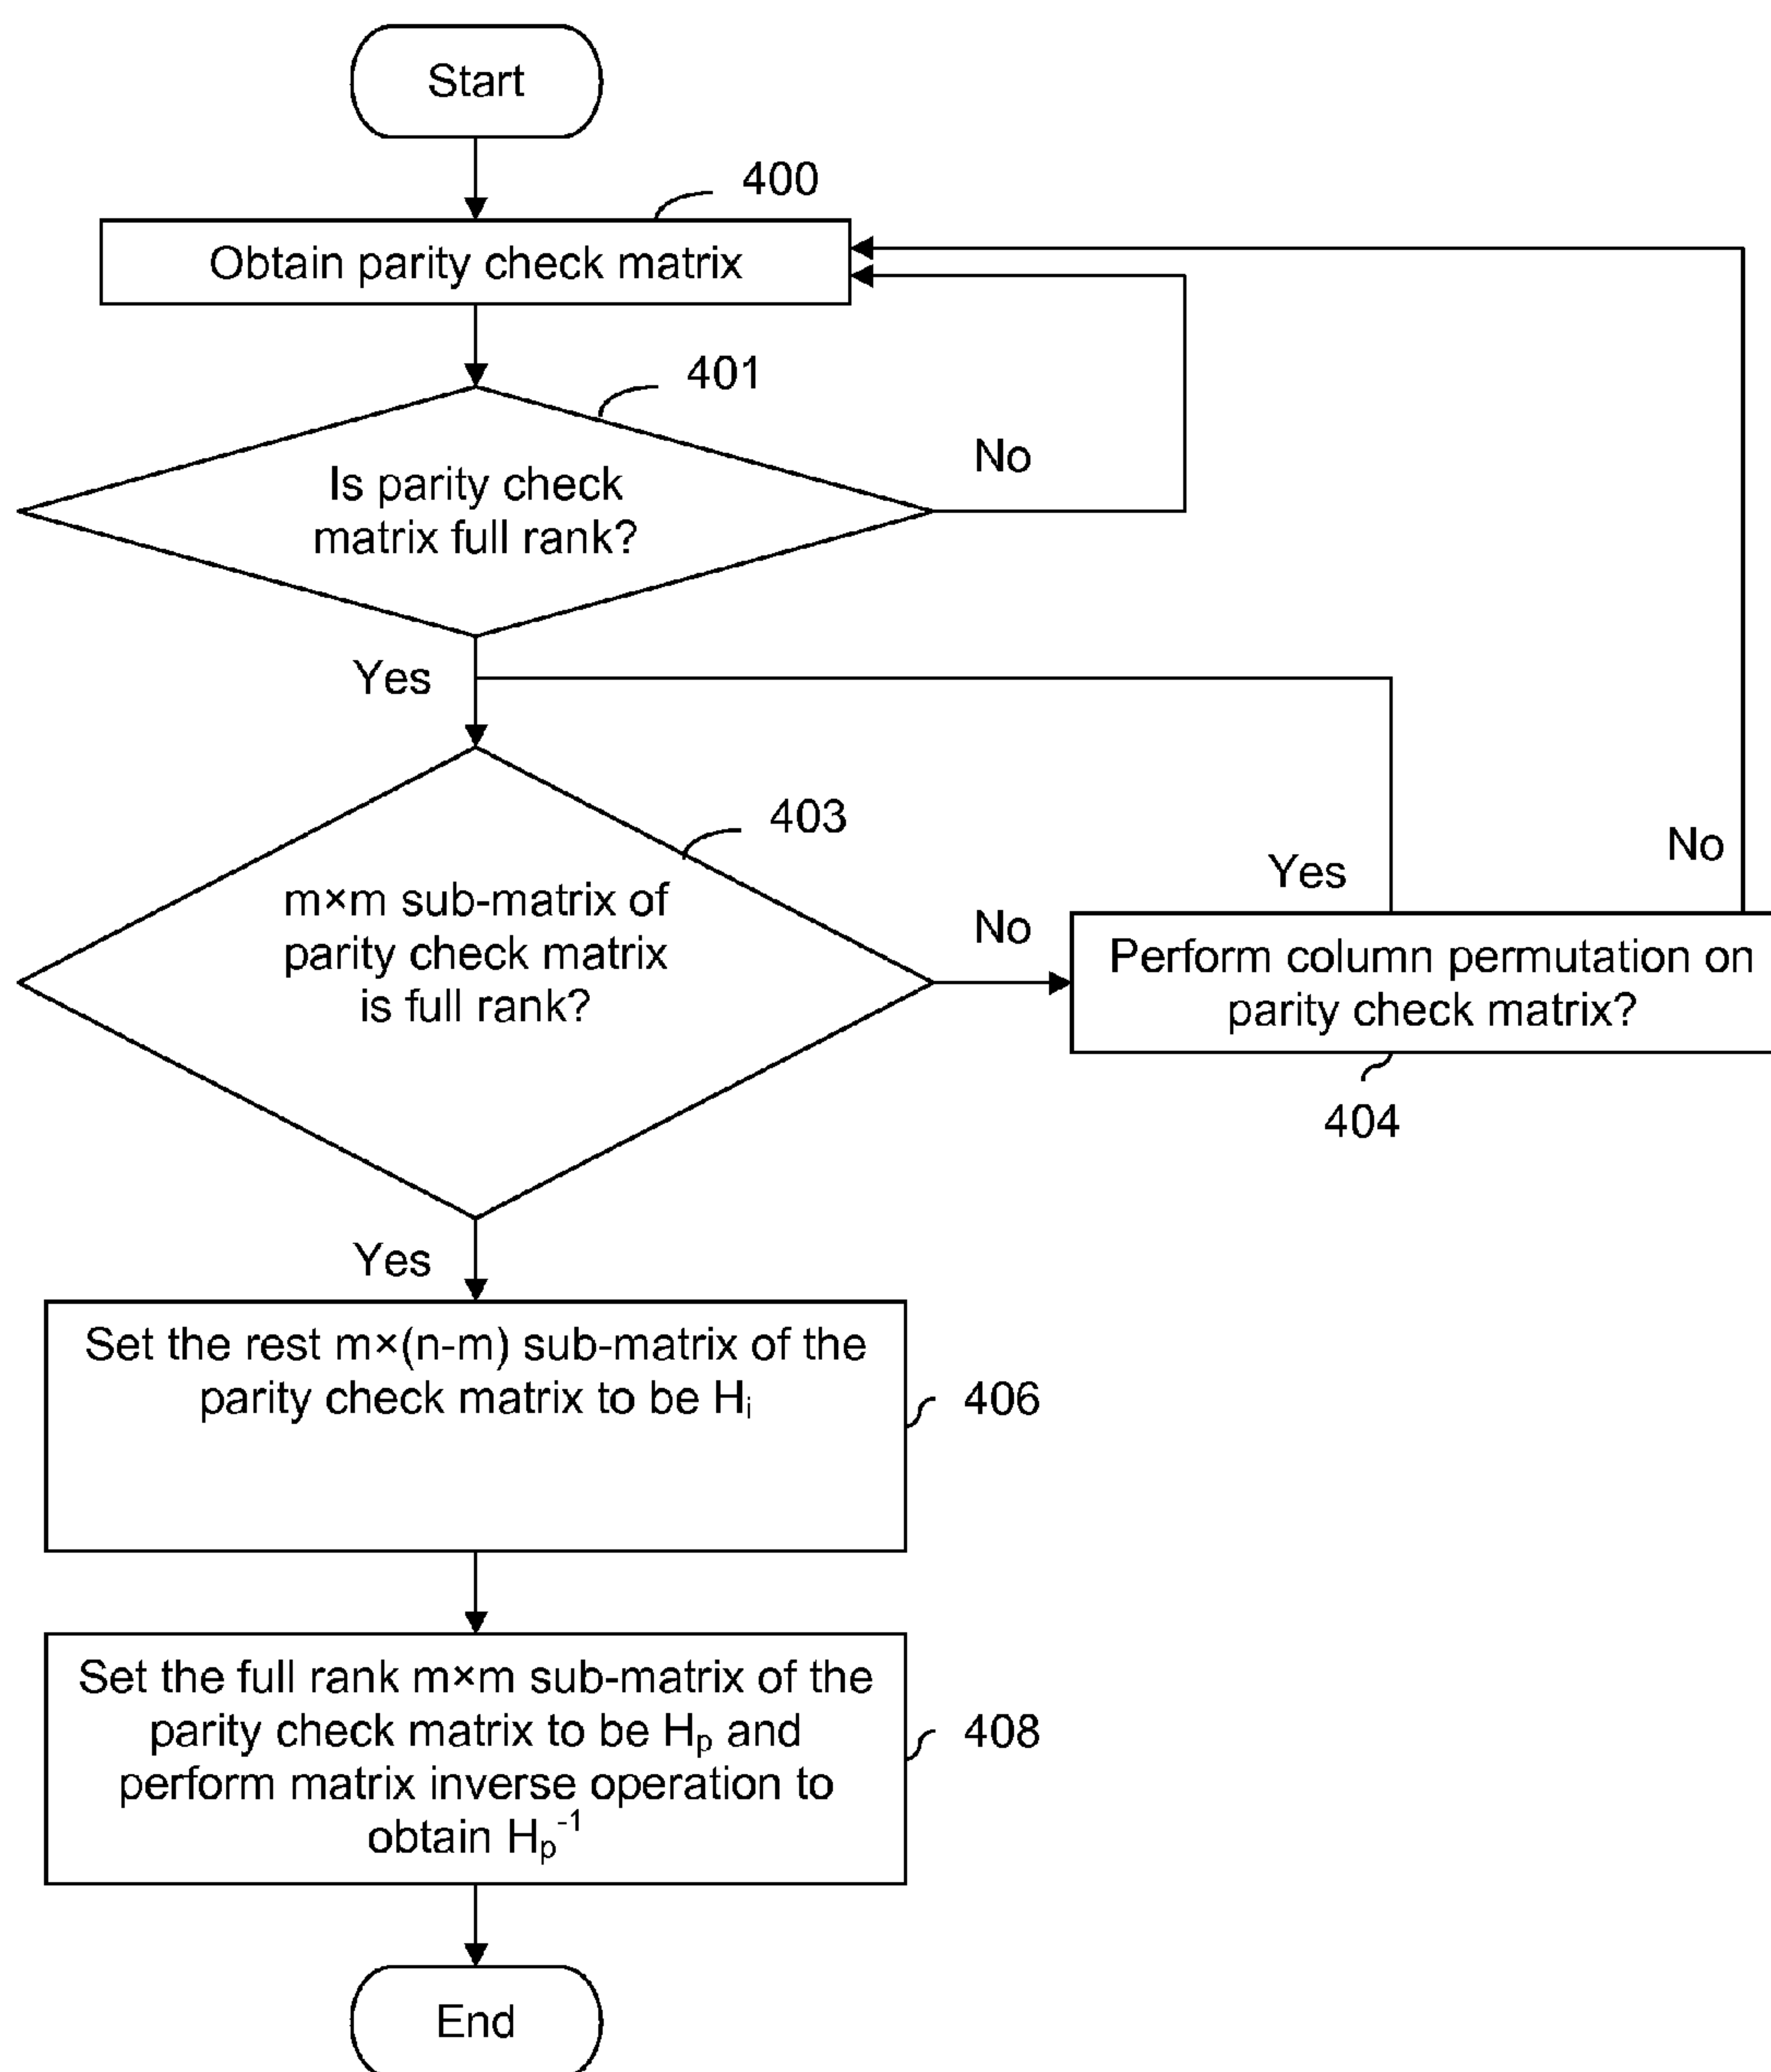 Start
400
Obtain parity check matrix
401
Is parity check
matrix full rank?
No
Yes
403
m×m sub-matrix of
parity check matrix
is full rank?
No
Yes
No
Perform column permutation on
parity check matrix?
404
Yes
Set the rest m×(n-m) sub-matrix of the
parity check matrix to be Hᵢ
406
Set the full rank m×m sub-matrix of the
parity check matrix to be Hₚ and
perform matrix inverse operation to
obtain Hₚ⁻¹
408
End